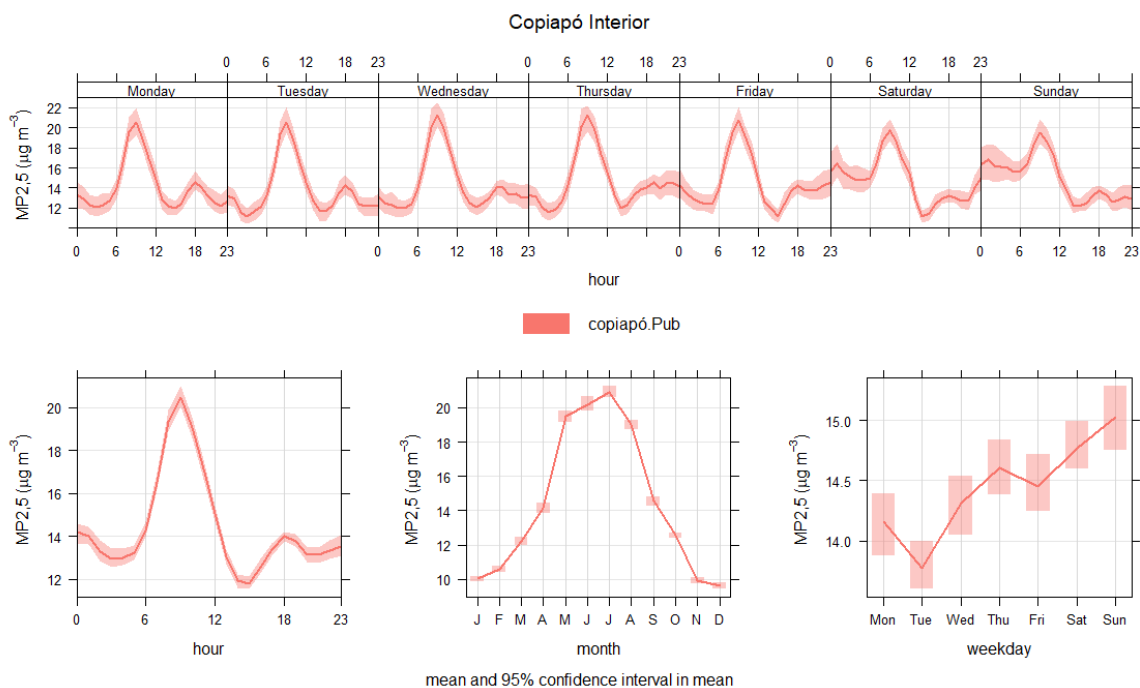 Copiapó Interior
0 6 12 18 23 0 6 12 18 23 0 6 12 18 23
Monday Tuesday Wednesday Thursday Friday Saturday Sunday
MP2,5 (µg m⁻³)
22
20
18
16
14
12
0 6 12 18 23 0 6 12 18 23 0 6 12 18 23 0 6 12 18 23
hour
copiapó.Pub
MP2,5 (µg m⁻³)
20
18
16
14
12
0 6 12 18 23
hour
MP2,5 (µg m⁻³)
20
18
16
14
12
10
J F M A M J J A S O N D
month
MP2,5 (µg m⁻³)
15.0
14.5
14.0
Mon Tue Wed Thu Fri Sat Sun
weekday
mean and 95% confidence interval in mean